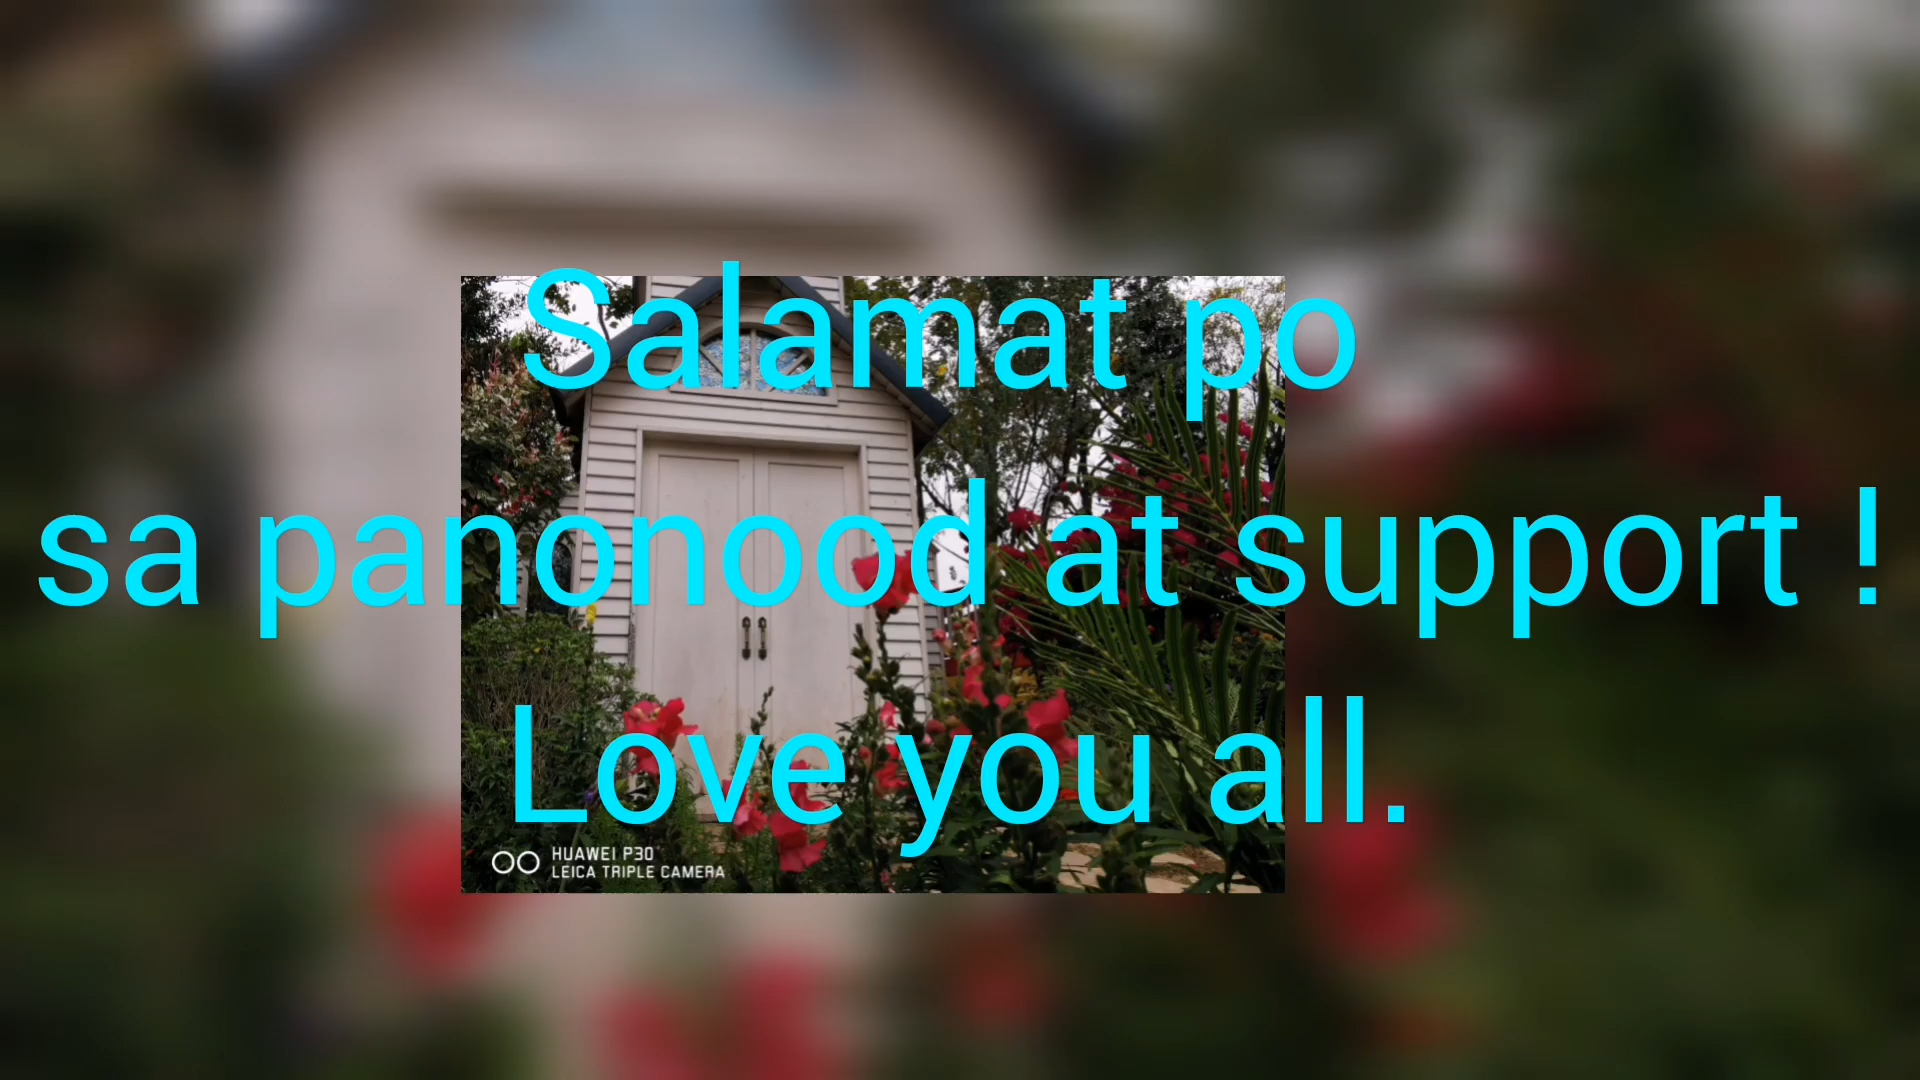 Salamat po
sa panonood at support !
Love you all.
HUAWEI P30
LEICA TRIPLE CAMERA